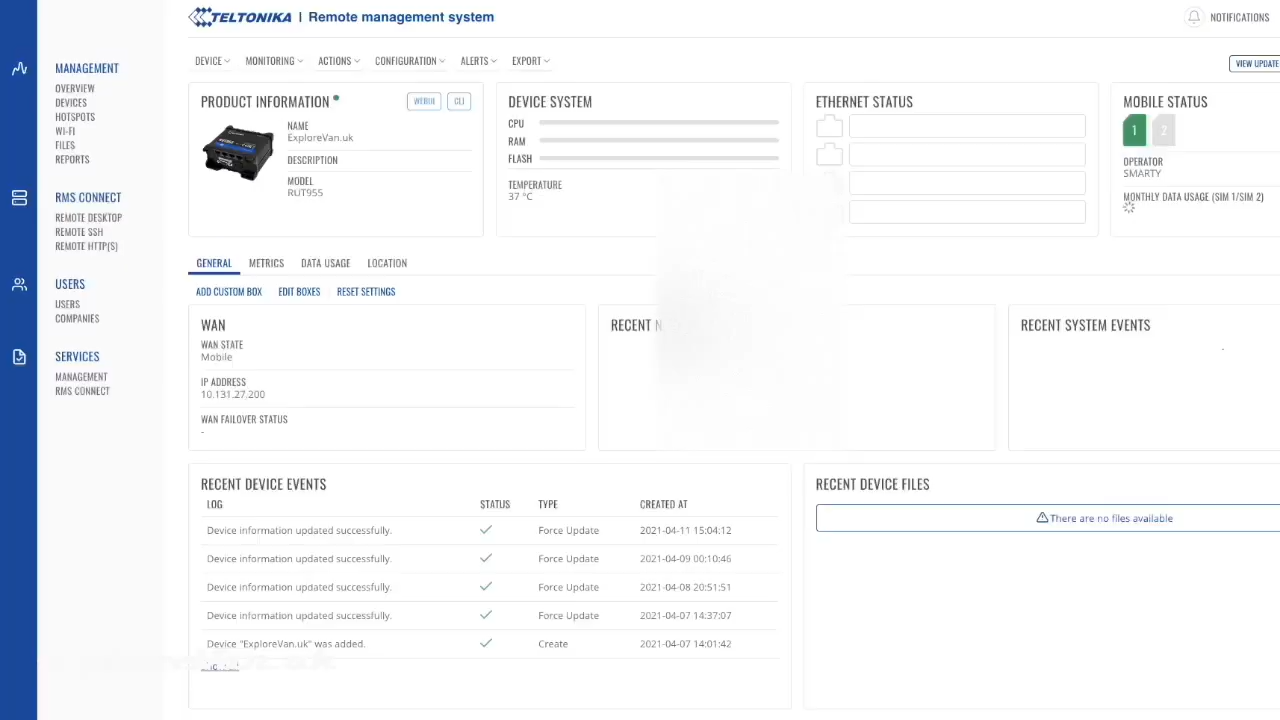 TELTONIKA | Remote management system
NOTIFICATIONS
DEVICE MONITORING ACTIONS CONFIGURATION ALERTS EXPORT
VIEW UPDATE
MANAGEMENT
OVERVIEW
DEVICES
HOTSPOTS
WI-FI
FILES
REPORTS
RMS CONNECT
REMOTE DESKTOP
REMOTE SSH
REMOTE HTTP(S)
USERS
USERS
COMPANIES
SERVICES
MANAGEMENT
RMS CONNECT
PRODUCT INFORMATION
WEBUI CLI
NAME
ExploreVan.uk
DESCRIPTION
MODEL
RUT955
DEVICE SYSTEM
CPU
RAM
FLASH
TEMPERATURE
37 °C
ETHERNET STATUS
MOBILE STATUS
1 2
OPERATOR
SMARTY
MONTHLY DATA USAGE (SIM 1/SIM 2)
GENERAL METRICS DATA USAGE LOCATION
ADD CUSTOM BOX EDIT BOXES RESET SETTINGS
WAN
WAN STATE
Mobile
IP ADDRESS
10.131.27.200
WAN FAILOVER STATUS
-
RECENT
RECENT SYSTEM EVENTS
RECENT DEVICE EVENTS
LOG STATUS TYPE CREATED AT
Device information updated successfully. Force Update 2021-04-11 15:04:12
Device information updated successfully. Force Update 2021-04-09 00:10:46
Device information updated successfully. Force Update 2021-04-08 20:51:51
Device information updated successfully. Force Update 2021-04-07 14:37:07
Device "ExploreVan.uk" was added. Create 2021-04-07 14:01:42
RECENT DEVICE FILES
There are no files available